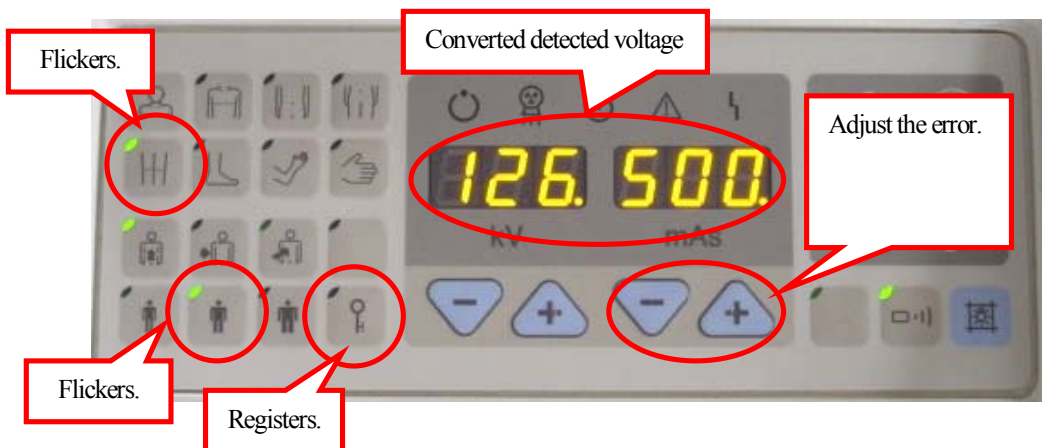 Converted detected voltage
Flickers.
Adjust the error.
126. 500.
kV mAs
Flickers.
Registers.